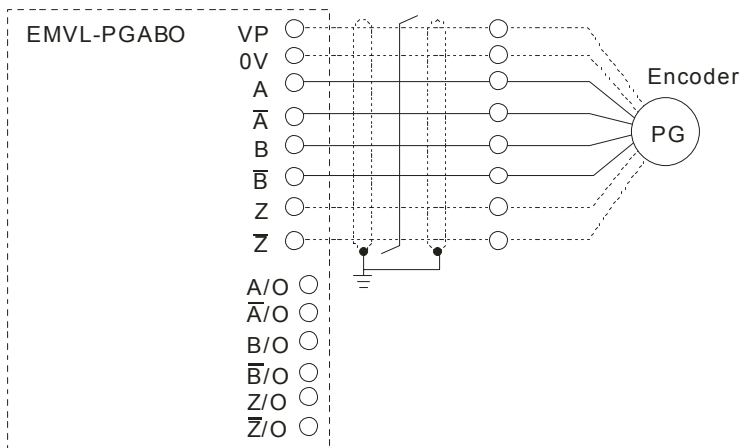 EMVL-PGABO
VP
0V
A
A̅
B
B̅
Z
Z̅
A/O
A̅/O
B/O
B̅/O
Z/O
Z̅/O
Encoder
PG